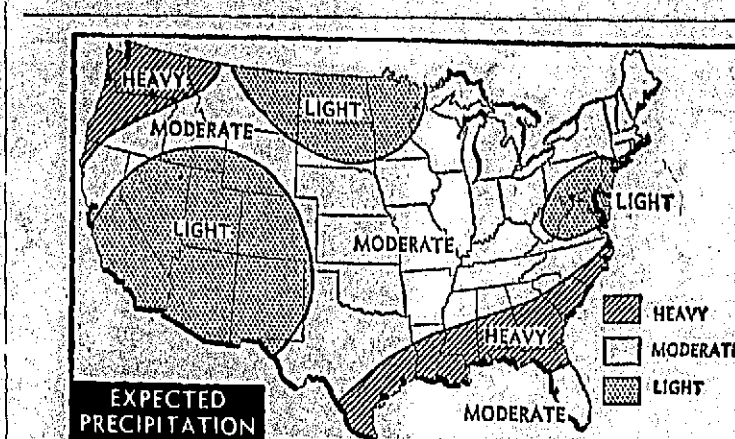 HEAVY
LIGHT
MODERATE
LIGHT
LIGHT
MODERATE
HEAVY
HEAVY
MODERATE
LIGHT
MODERATE
EXPECTED
PRECIPITATION